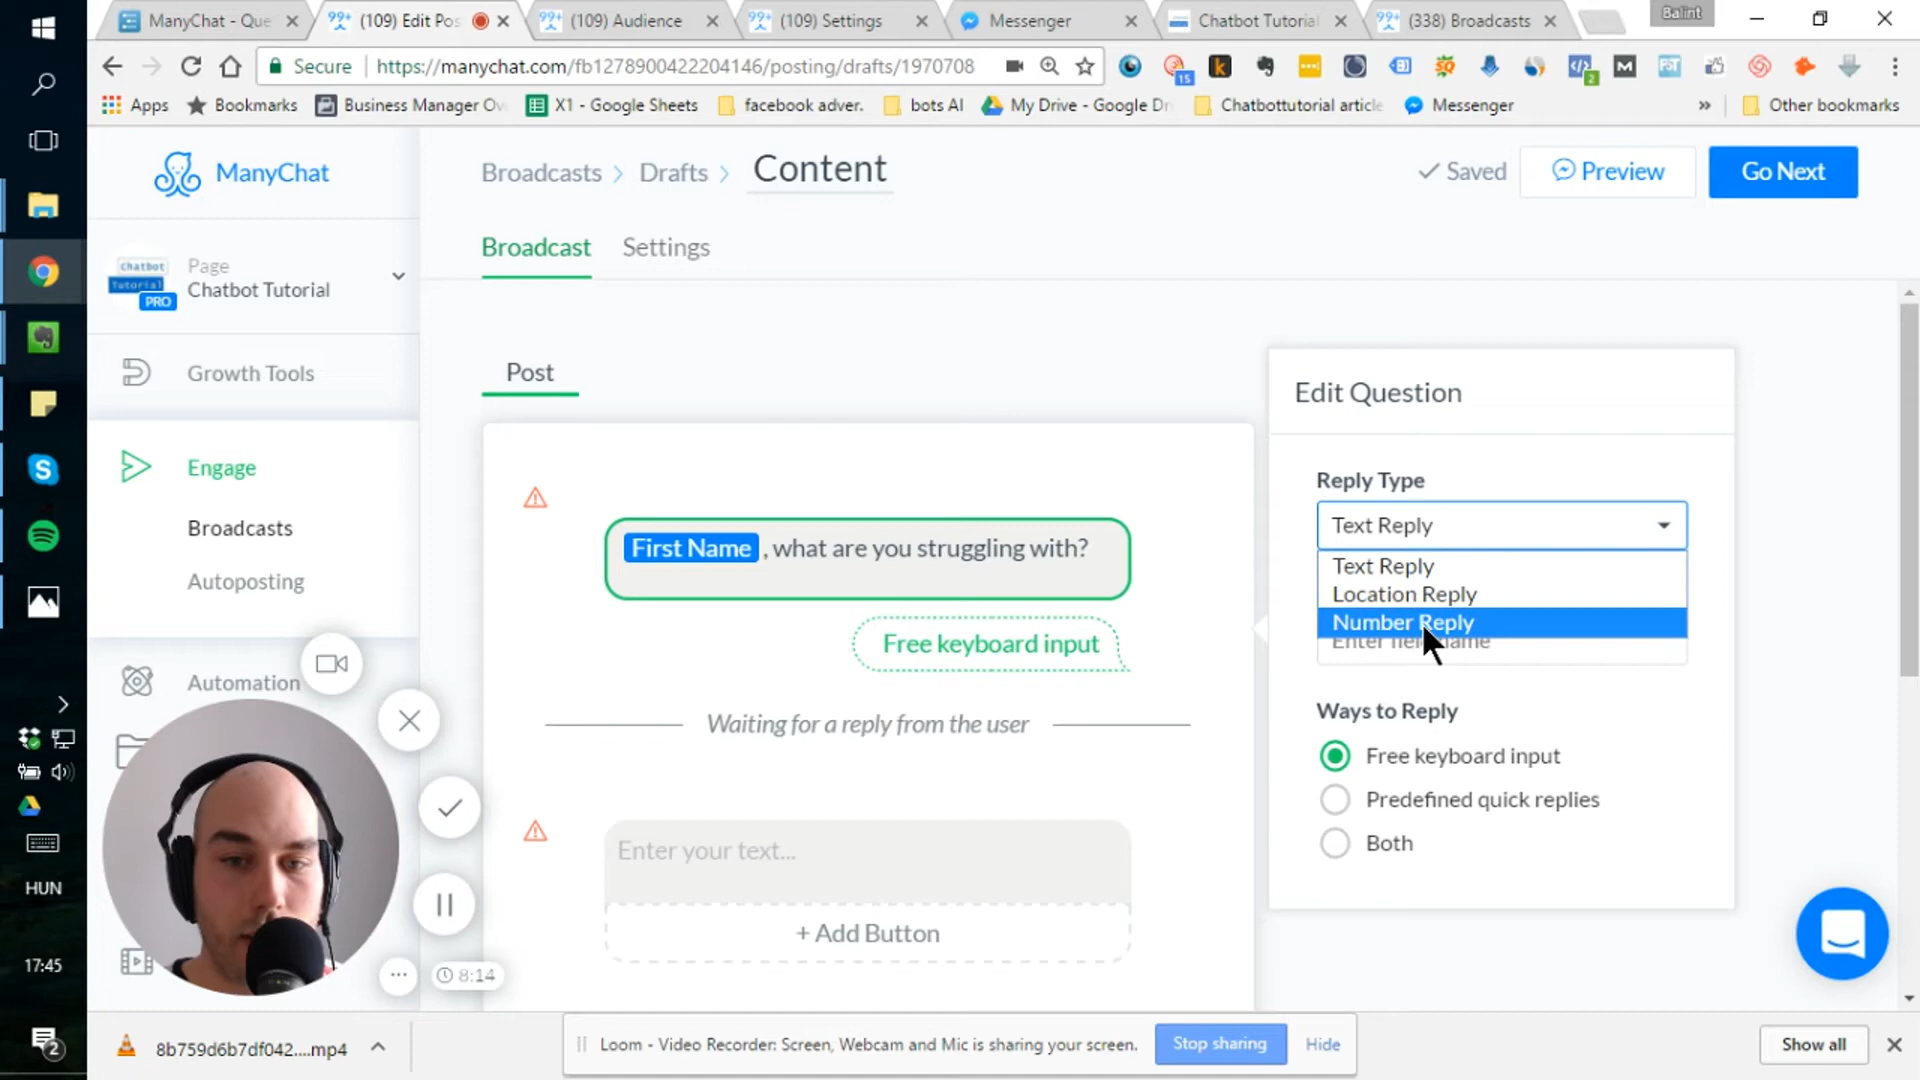 ManyChat - Que
(109) Edit Pos
(109) Audience
(109) Settings
Messenger
Chatbot Tutorial
(338) Broadcasts
Balint
Secure
https://manychat.com/fb1278900422204146/posting/drafts/1970708
15
2
Apps
Bookmarks
Business Manager Ov
X1 - Google Sheets
facebook adver.
bots AI
My Drive - Google Dr
Chatbottutorial article
Messenger
»
Other bookmarks
ManyChat
Broadcasts
Drafts
Content
Saved
Preview
Go Next
Broadcast
Settings
Chatbot
Tutorial
PRO
Page
Chatbot Tutorial
Growth Tools
Engage
Broadcasts
Autoposting
Automation
Post
First Name , what are you struggling with?
Free keyboard input
Waiting for a reply from the user
Enter your text...
+ Add Button
Edit Question
Reply Type
Text Reply
Text Reply
Location Reply
Number Reply
Ways to Reply
Free keyboard input
Predefined quick replies
Both
8:14
HUN
17:45
2
8b759d6b7df042....mp4
Loom - Video Recorder: Screen, Webcam and Mic is sharing your screen.
Stop sharing
Hide
Show all